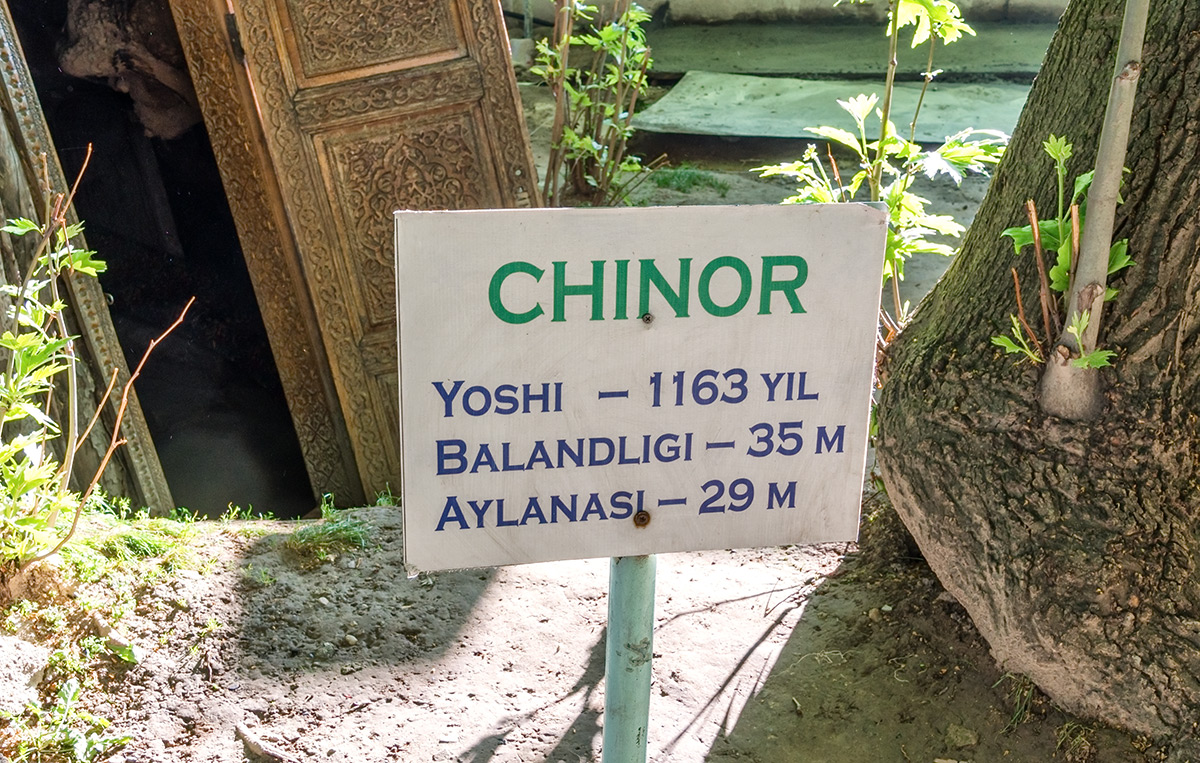 CHINOR
YOSHI – 1163 YIL
BALANDLIGI – 35 M
AYLANASI – 29 M